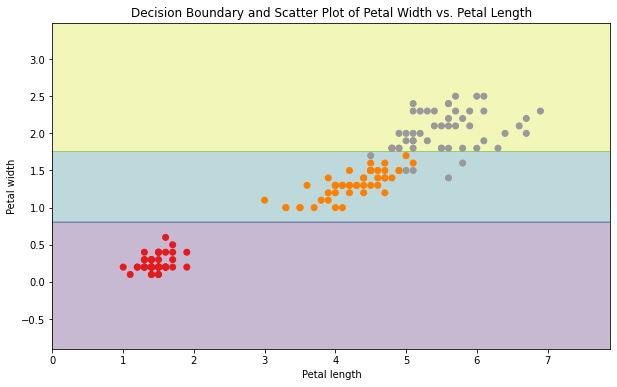 Decision Boundary and Scatter Plot of Petal Width vs. Petal Length
3.0
2.5
2.0
1.5
1.0
0.5
0.0
−0.5
Petal width
0 1 2 3 4 5 6 7
Petal length